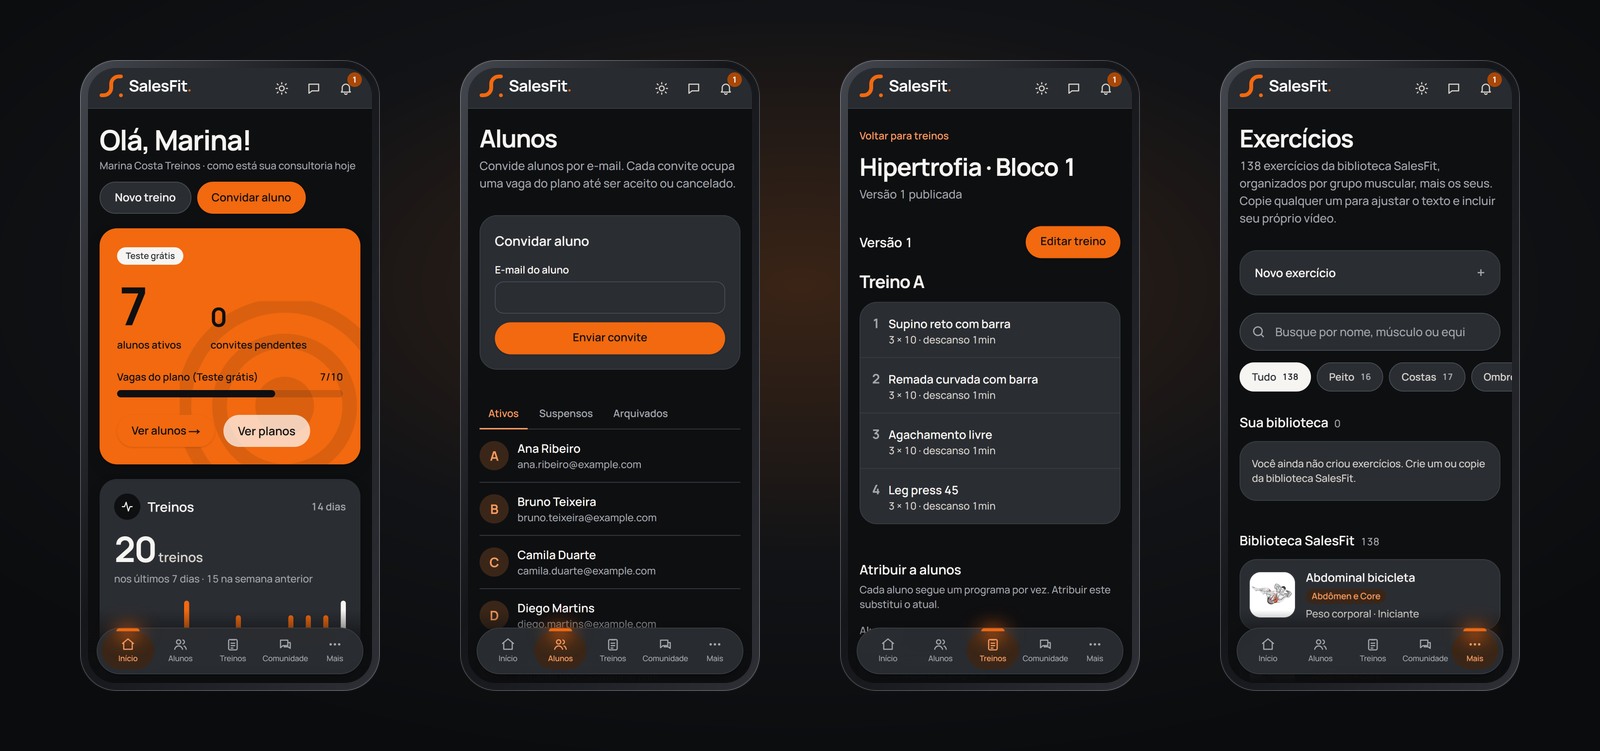 SalesFit.
1
Olá, Marina!
Marina Costa Treinos · como está sua consultoria hoje
Novo treino
Convidar aluno
Teste grátis
7
0
alunos ativos
convites pendentes
Vagas do plano (Teste grátis)
7/10
Ver alunos →
Ver planos
Treinos
14 dias
20 treinos
nos últimos 7 dias · 15 na semana anterior
Início
Alunos
Treinos
Comunidade
Mais
SalesFit.
1
Alunos
Convide alunos por e-mail. Cada convite ocupa
uma vaga do plano até ser aceito ou cancelado.
Convidar aluno
E-mail do aluno
Enviar convite
Ativos
Suspensos
Arquivados
A
Ana Ribeiro
ana.ribeiro@example.com
B
Bruno Teixeira
bruno.teixeira@example.com
C
Camila Duarte
camila.duarte@example.com
D
Diego Martins
diego.martins@example.com
Início
Alunos
Treinos
Comunidade
Mais
SalesFit.
1
Voltar para treinos
Hipertrofia · Bloco 1
Versão 1 publicada
Versão 1
Editar treino
Treino A
1
Supino reto com barra
3 × 10 · descanso 1min
2
Remada curvada com barra
3 × 10 · descanso 1min
3
Agachamento livre
3 × 10 · descanso 1min
4
Leg press 45
3 × 10 · descanso 1min
Atribuir a alunos
Cada aluno segue um programa por vez. Atribuir este
substitui o atual.
Início
Alunos
Treinos
Comunidade
Mais
SalesFit.
1
Exercícios
138 exercícios da biblioteca SalesFit,
organizados por grupo muscular, mais os seus.
Copie qualquer um para ajustar o texto e incluir
seu próprio vídeo.
Novo exercício
+
Busque por nome, músculo ou equi
Tudo 138
Peito 16
Costas 17
Ombr
Sua biblioteca 0
Você ainda não criou exercícios. Crie um ou copie
da biblioteca SalesFit.
Biblioteca SalesFit 138
Abdominal bicicleta
Abdômen e Core
Peso corporal · Iniciante
Início
Alunos
Treinos
Comunidade
Mais